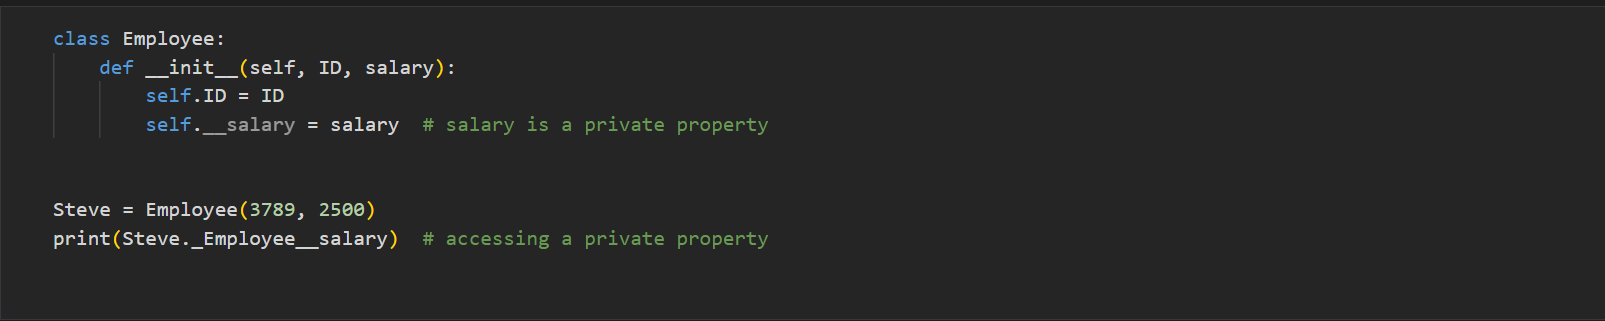 class Employee:
    def __init__(self, ID, salary):
        self.ID = ID
        self.__salary = salary  # salary is a private property
Steve = Employee(3789, 2500)
print(Steve._Employee__salary)  # accessing a private property